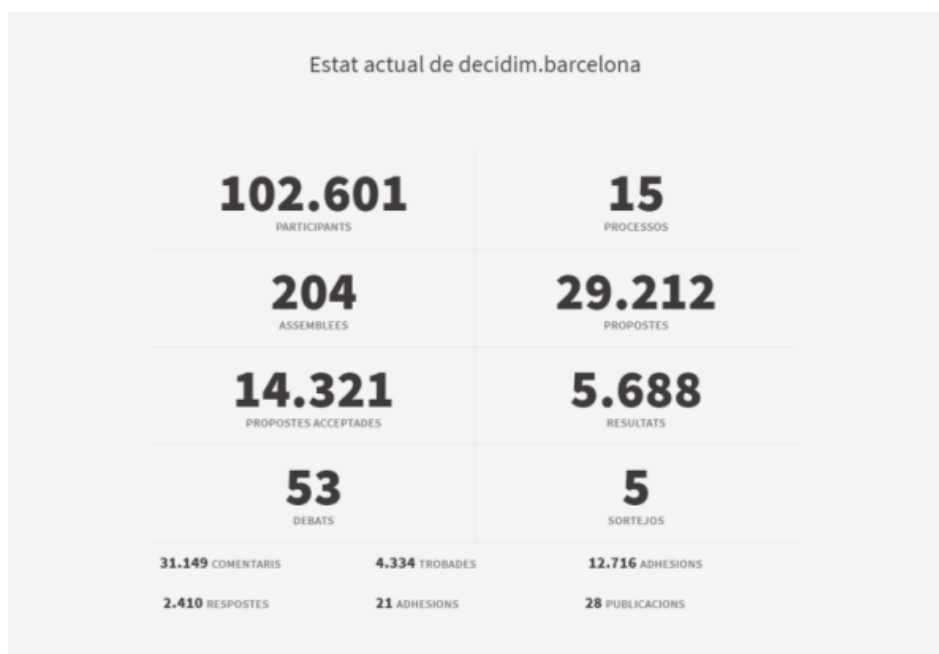 Estat actual de decidim.barcelona
102.601 15
PARTICIPANTS PROCESSOS
204 29.212
ASSEMBLEES PROPOSTES
14.321 5.688
PROPOSTES ACCEPTADES RESULTATS
53 5
DEBATS SORTEJOS
31.149 COMENTARIS 4.334 TROBADES 12.716 ADHESIONS
2.410 RESPOSTES 21 ADHESIONS 28 PUBLICACIONS